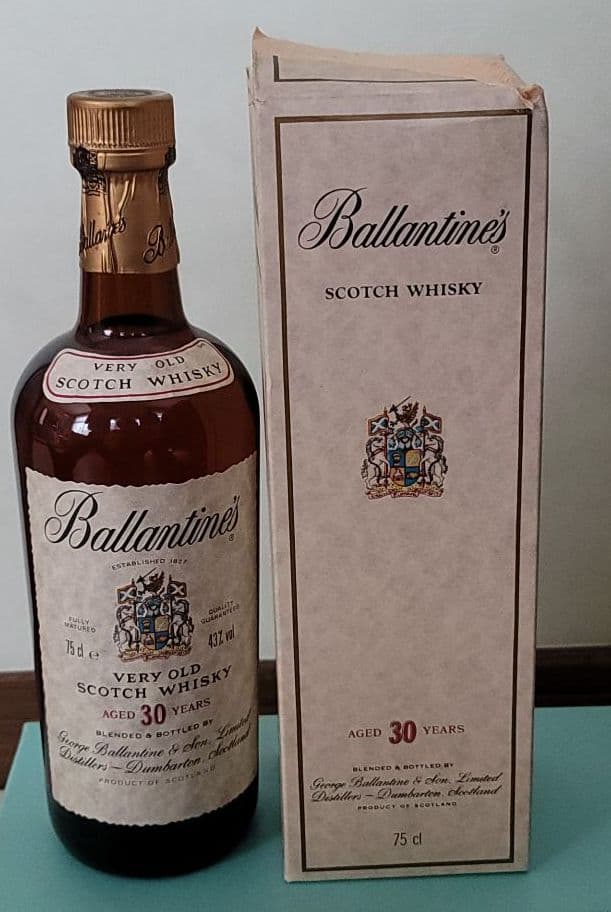 Ballantine's
VERY OLD
SCOTCH WHISKY
Ballantine's®
ESTABLISHED 1827
FULLY
MATURED
QUALITY
GUARANTEED
75 cl e
43% vol
VERY OLD
SCOTCH WHISKY
AGED 30 YEARS
BLENDED & BOTTLED BY
George Ballantine & Son, Limited
Distillers – Dumbarton, Scotland
PRODUCT OF SCOTLAND
Ballantine's®
SCOTCH WHISKY
AGED 30 YEARS
BLENDED & BOTTLED BY
George Ballantine & Son, Limited
Distillers – Dumbarton, Scotland
PRODUCT OF SCOTLAND
75 cl